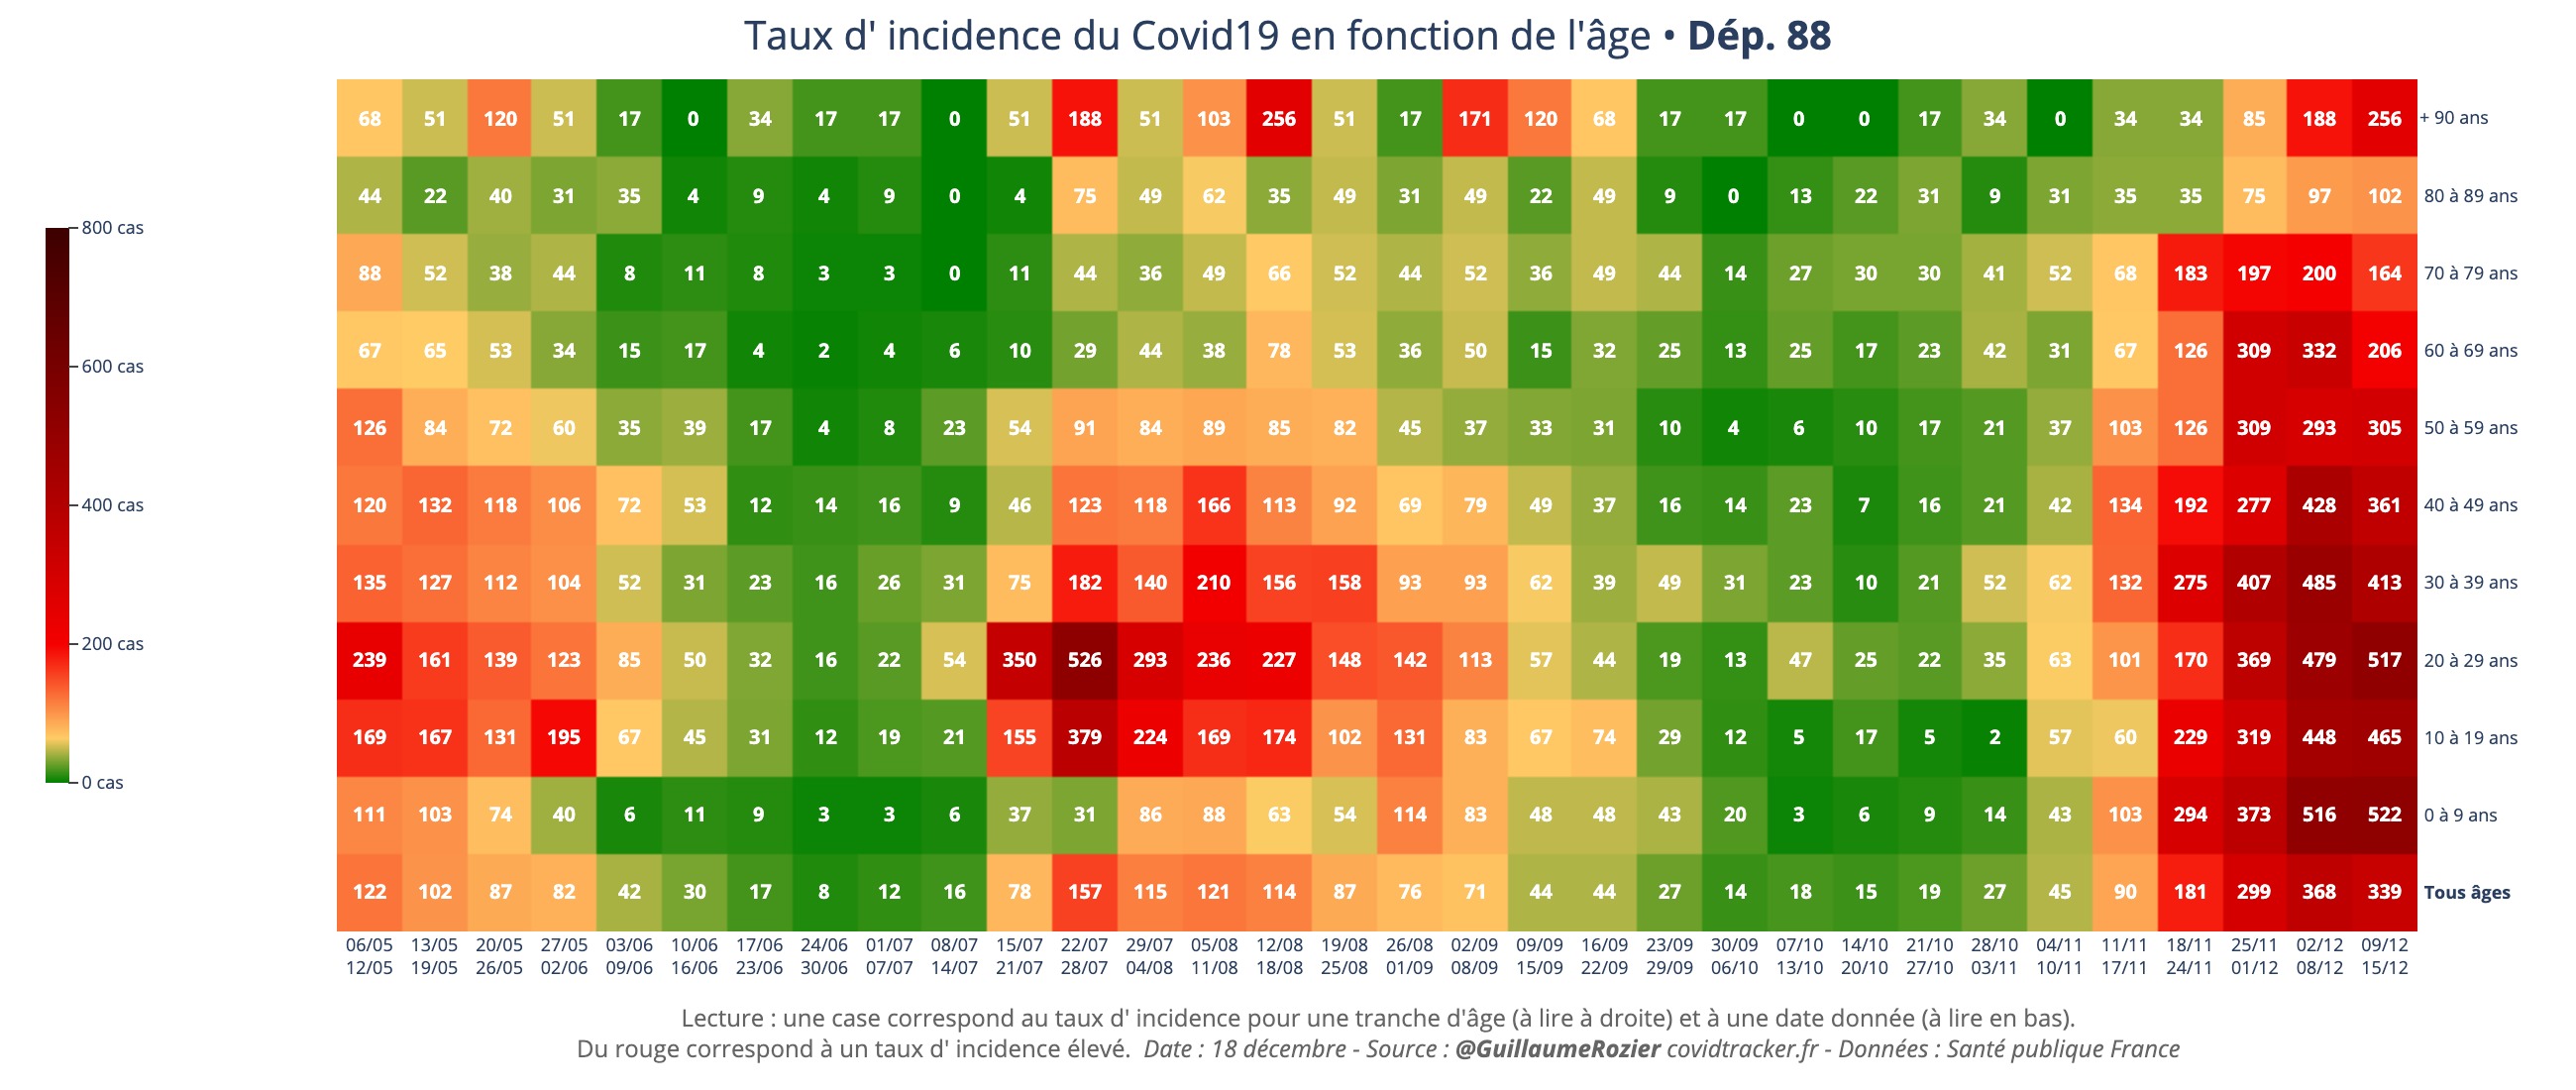 Taux d' incidence du Covid19 en fonction de l'âge • Dép. 88
800 cas
600 cas
400 cas
200 cas
0 cas
68 51 120 51 17 0 34 17 17 0 51 188 51 103 256 51 17 171 120 68 17 17 0 0 17 34 0 34 34 85 188 256 + 90 ans
44 22 40 31 35 4 9 4 9 0 4 75 49 62 35 49 31 49 22 49 9 0 13 22 31 9 31 35 35 75 97 102 80 à 89 ans
88 52 38 44 8 11 8 3 3 0 11 44 36 49 66 52 44 52 36 49 44 14 27 30 30 41 52 68 183 197 200 164 70 à 79 ans
67 65 53 34 15 17 4 2 4 6 10 29 44 38 78 53 36 50 15 32 25 13 25 17 23 42 31 67 126 309 332 206 60 à 69 ans
126 84 72 60 35 39 17 4 8 23 54 91 84 89 85 82 45 37 33 31 10 4 6 10 17 21 37 103 126 309 293 305 50 à 59 ans
120 132 118 106 72 53 12 14 16 9 46 123 118 166 113 92 69 79 49 37 16 14 23 7 16 21 42 134 192 277 428 361 40 à 49 ans
135 127 112 104 52 31 23 16 26 31 75 182 140 210 156 158 93 93 62 39 49 31 23 10 21 52 62 132 275 407 485 413 30 à 39 ans
239 161 139 123 85 50 32 16 22 54 350 526 293 236 227 148 142 113 57 44 19 13 47 25 22 35 63 101 170 369 479 517 20 à 29 ans
169 167 131 195 67 45 31 12 19 21 155 379 224 169 174 102 131 83 67 74 29 12 5 17 5 2 57 60 229 319 448 465 10 à 19 ans
111 103 74 40 6 11 9 3 3 6 37 31 86 88 63 54 114 83 48 48 43 20 3 6 9 14 43 103 294 373 516 522 0 à 9 ans
122 102 87 82 42 30 17 8 12 16 78 157 115 121 114 87 76 71 44 44 27 14 18 15 19 27 45 90 181 299 368 339 Tous âges
06/05 13/05 20/05 27/05 03/06 10/06 17/06 24/06 01/07 08/07 15/07 22/07 29/07 05/08 12/08 19/08 26/08 02/09 09/09 16/09 23/09 30/09 07/10 14/10 21/10 28/10 04/11 11/11 18/11 25/11 02/12 09/12
12/05 19/05 26/05 02/06 09/06 16/06 23/06 30/06 07/07 14/07 21/07 28/07 04/08 11/08 18/08 25/08 01/09 08/09 15/09 22/09 29/09 06/10 13/10 20/10 27/10 03/11 10/11 17/11 24/11 01/12 08/12 15/12
Lecture : une case correspond au taux d' incidence pour une tranche d'âge (à lire à droite) et à une date donnée (à lire en bas).
Du rouge correspond à un taux d' incidence élevé. Date : 18 décembre - Source : @GuillaumeRozier covidtracker.fr - Données : Santé publique France